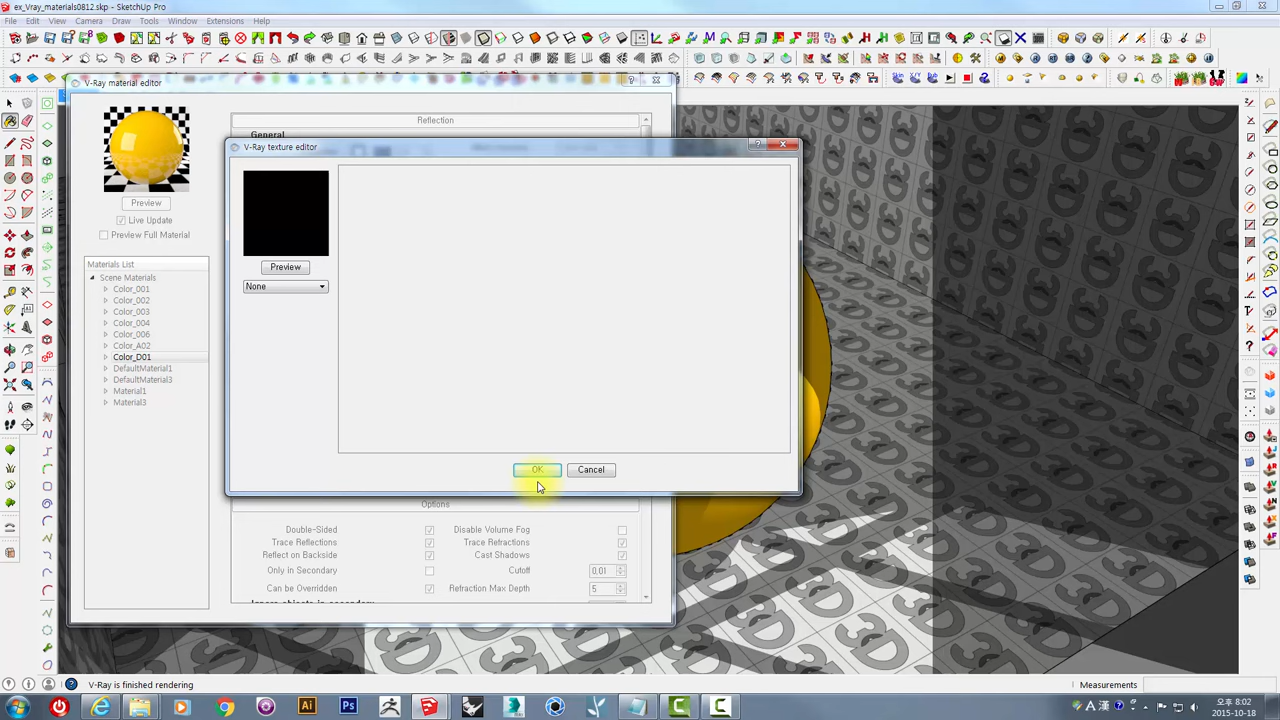 ex_Vray_materials0812.skp - SketchUp Pro
File Edit View Camera Draw Tools Window Extensions Help
V-Ray material editor
Reflection
General
V-Ray texture editor
Preview
Live Update
Preview Full Material
Preview
None
Materials List
Scene Materials
Color_001
Color_002
Color_003
Color_004
Color_006
Color_A02
Color_D01
DefaultMaterial1
DefaultMaterial3
Material1
Material3
OK Cancel
Options
Double-Sided Disable Volume Fog
Trace Reflections Trace Refractions
Reflect on Backside Cast Shadows
Only in Secondary Cutoff 0,01
Can be Overridden Refraction Max Depth 5
V-Ray is finished rendering
Measurements
오후 8:02
2015-10-18